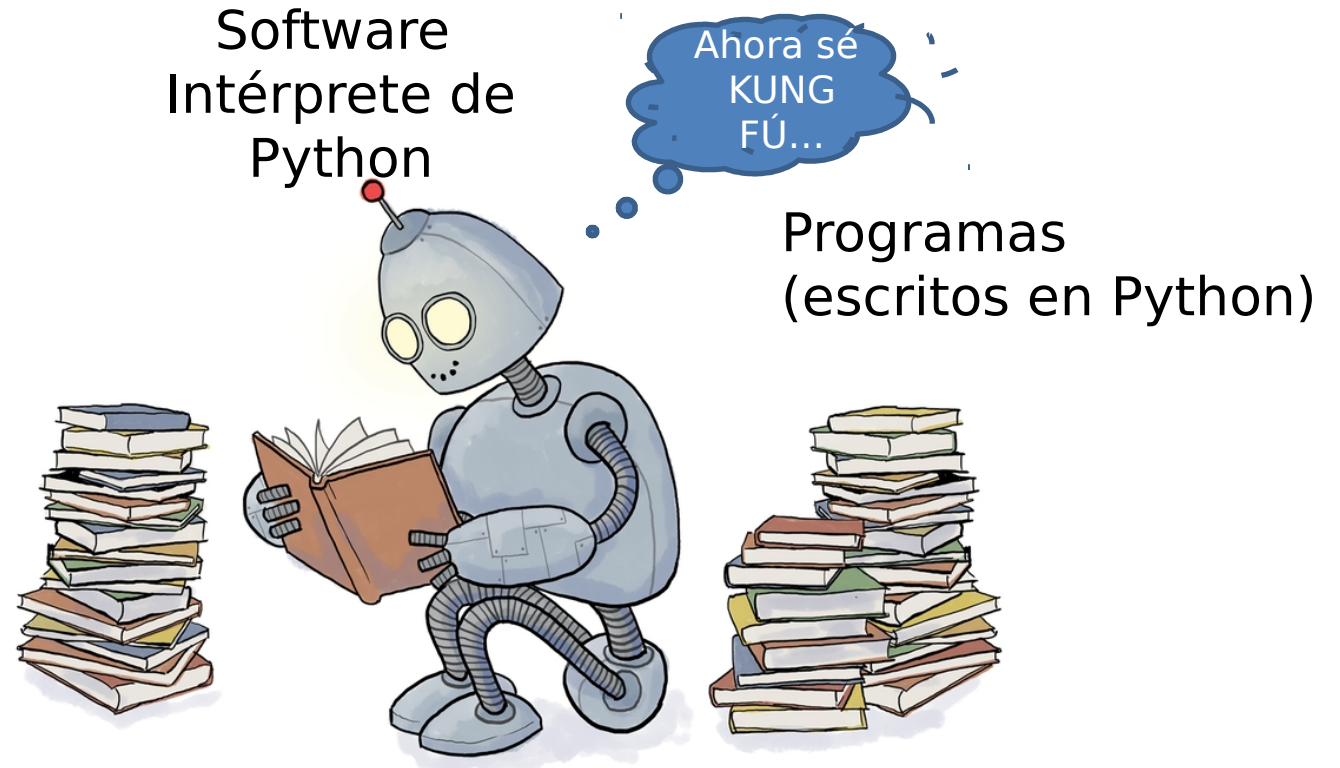 Software
Intérprete de
Python
Ahora sé
KUNG
FÚ...
Programas
(escritos en Python)